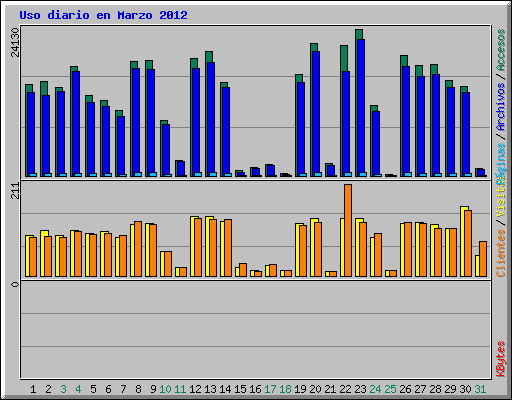 Uso diario en Marzo 2012
24130
211
0
KBytes
Clientes / Visitas
Páginas / Archivos / Accesos
1 2 3 4 5 6 7 8 9 10 11 12 13 14 15 16 17 18 19 20 21 22 23 24 25 26 27 28 29 30 31